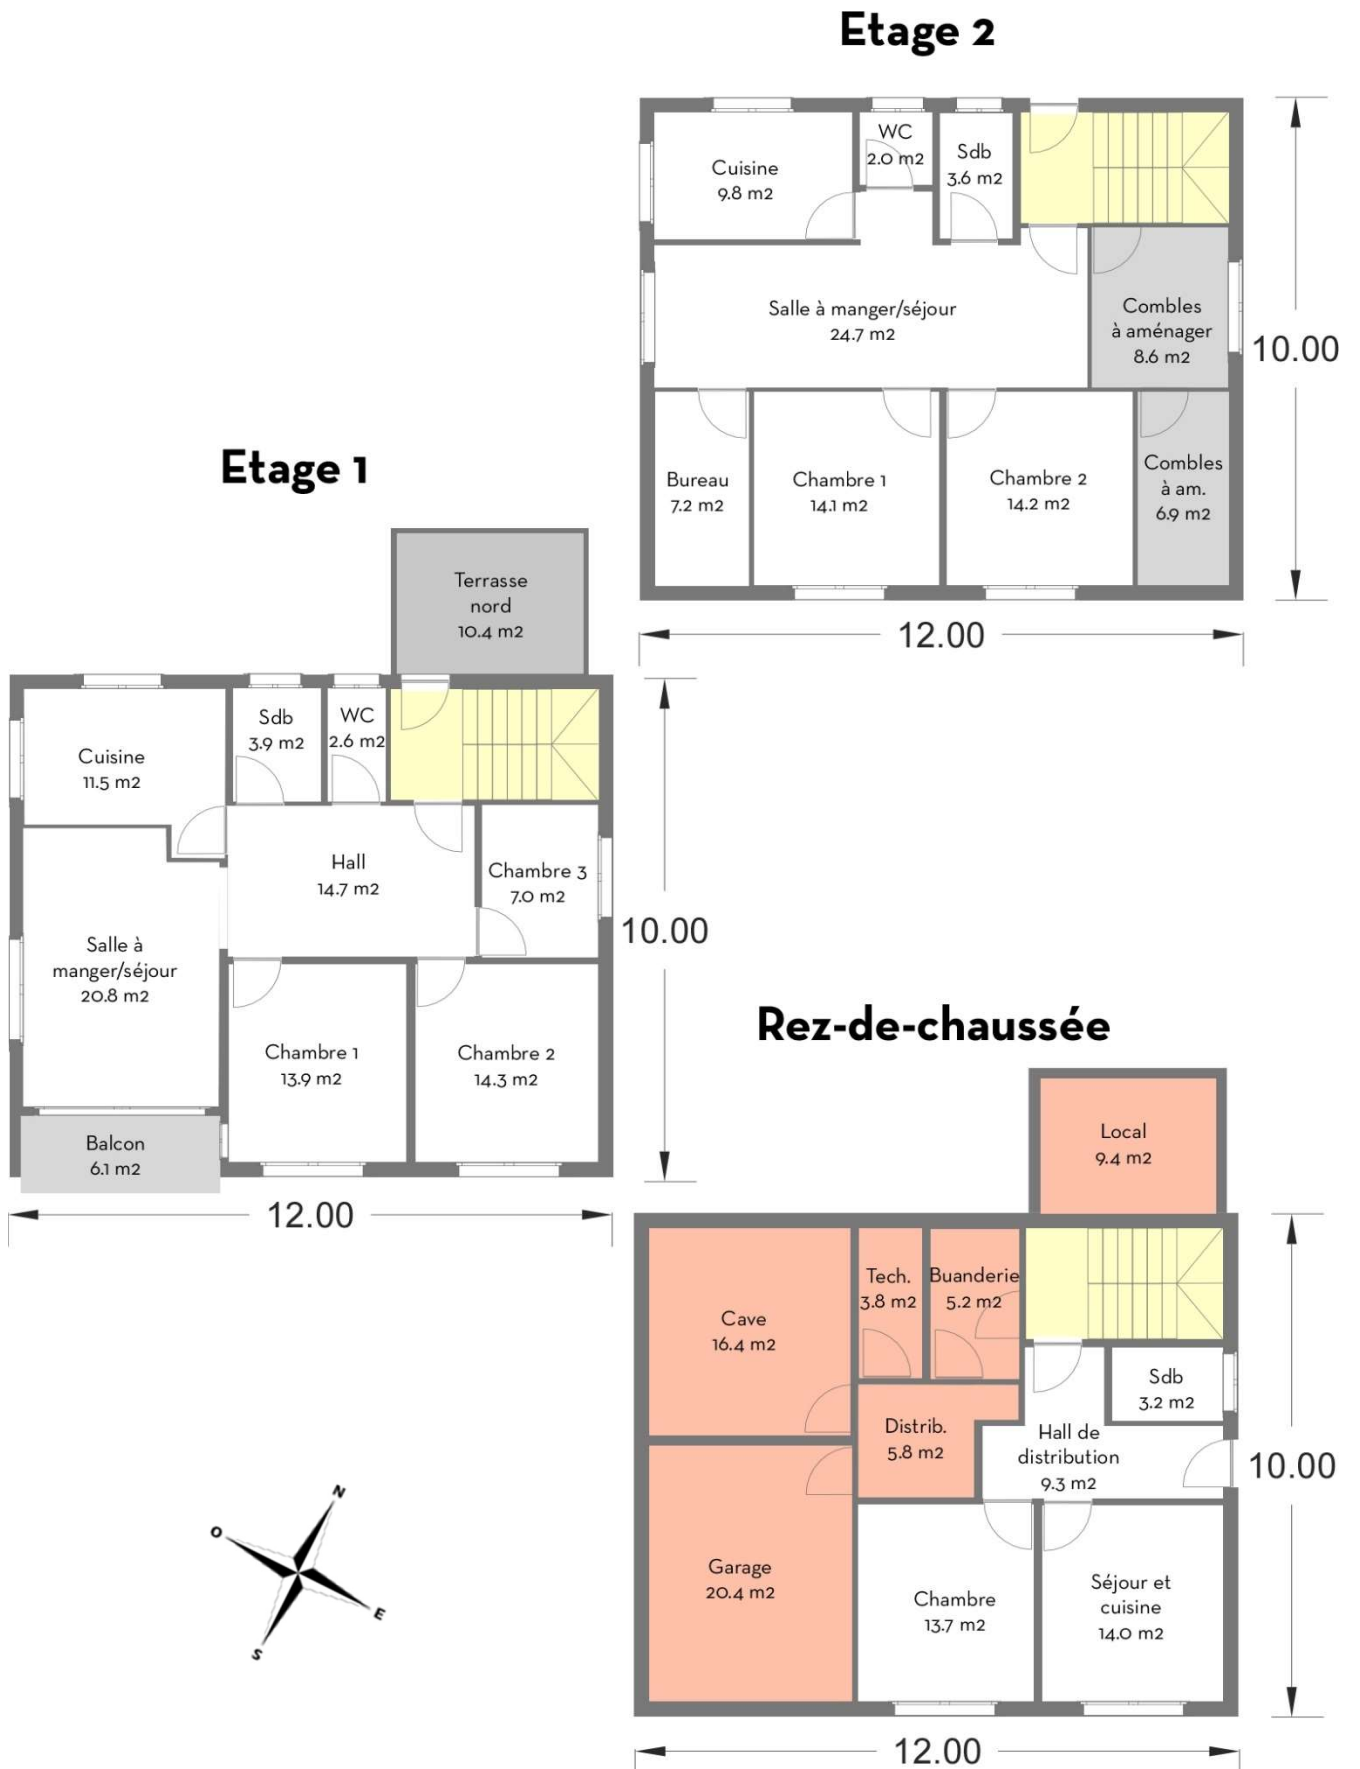 Etage 2
WC
2.0 m2
Sdb
3.6 m2
Cuisine
9.8 m2
Salle à manger/séjour
24.7 m2
Combles
à aménager
8.6 m2
10.00
Bureau
7.2 m2
Chambre 1
14.1 m2
Chambre 2
14.2 m2
Combles
à am.
6.9 m2
12.00
Etage 1
Terrasse
nord
10.4 m2
Cuisine
11.5 m2
Sdb
3.9 m2
WC
2.6 m2
Hall
14.7 m2
Chambre 3
7.0 m2
10.00
Salle à
manger/séjour
20.8 m2
Chambre 1
13.9 m2
Chambre 2
14.3 m2
Balcon
6.1 m2
12.00
Rez-de-chaussée
Local
9.4 m2
Cave
16.4 m2
Tech.
3.8 m2
Buanderie
5.2 m2
Sdb
3.2 m2
Distrib.
5.8 m2
Hall de
distribution
9.3 m2
10.00
Garage
20.4 m2
Chambre
13.7 m2
Séjour et
cuisine
14.0 m2
12.00
N
O
E
S